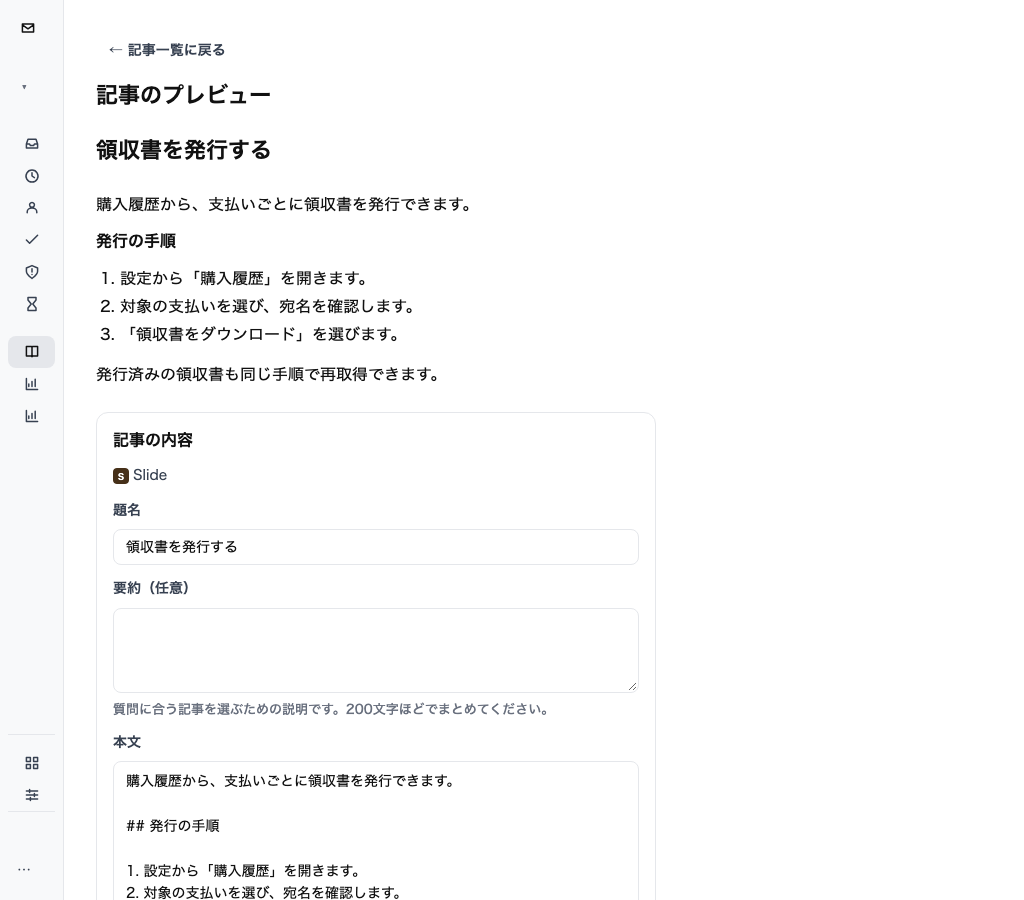 ← 記事一覧に戻る
記事のプレビュー
領収書を発行する
購入履歴から、支払いごとに領収書を発行できます。
発行の手順
1. 設定から「購入履歴」を開きます。
2. 対象の支払いを選び、宛名を確認します。
3. 「領収書をダウンロード」を選びます。
発行済みの領収書も同じ手順で再取得できます。
記事の内容
S Slide
題名
領収書を発行する
要約（任意）
質問に合う記事を選ぶための説明です。200文字ほどでまとめてください。
本文
購入履歴から、支払いごとに領収書を発行できます。
## 発行の手順
1. 設定から「購入履歴」を開きます。
2. 対象の支払いを選び、宛名を確認します。